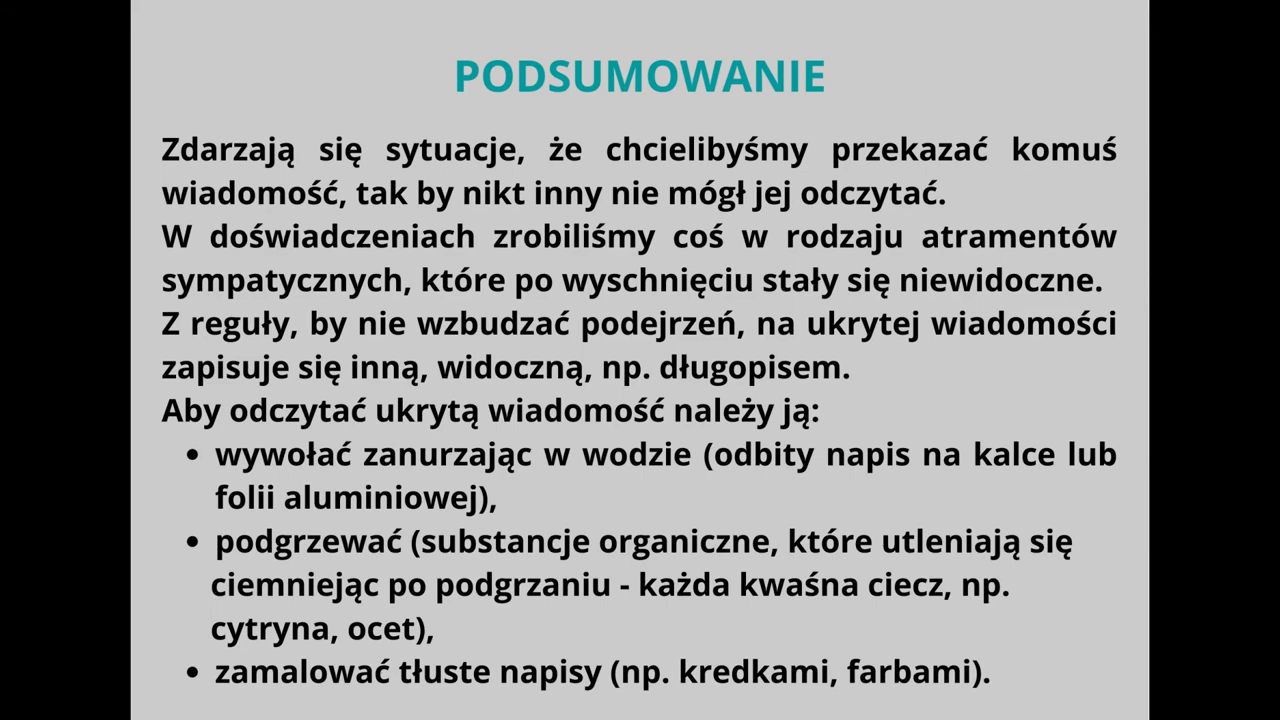 PODSUMOWANIE
Zdarzają się sytuacje, że chcielibyśmy przekazać komuś
wiadomość, tak by nikt inny nie mógł jej odczytać.
W doświadczeniach zrobiliśmy coś w rodzaju atramentów
sympatycznych, które po wyschnięciu stały się niewidoczne.
Z reguły, by nie wzbudzać podejrzeń, na ukrytej wiadomości
zapisuje się inną, widoczną, np. długopisem.
Aby odczytać ukrytą wiadomość należy ją:
• wywołać zanurzając w wodzie (odbity napis na kalce lub
folii aluminiowej),
• podgrzewać (substancje organiczne, które utleniają się
ciemniejąc po podgrzaniu - każda kwaśna ciecz, np.
cytryna, ocet),
• zamalować tłuste napisy (np. kredkami, farbami).